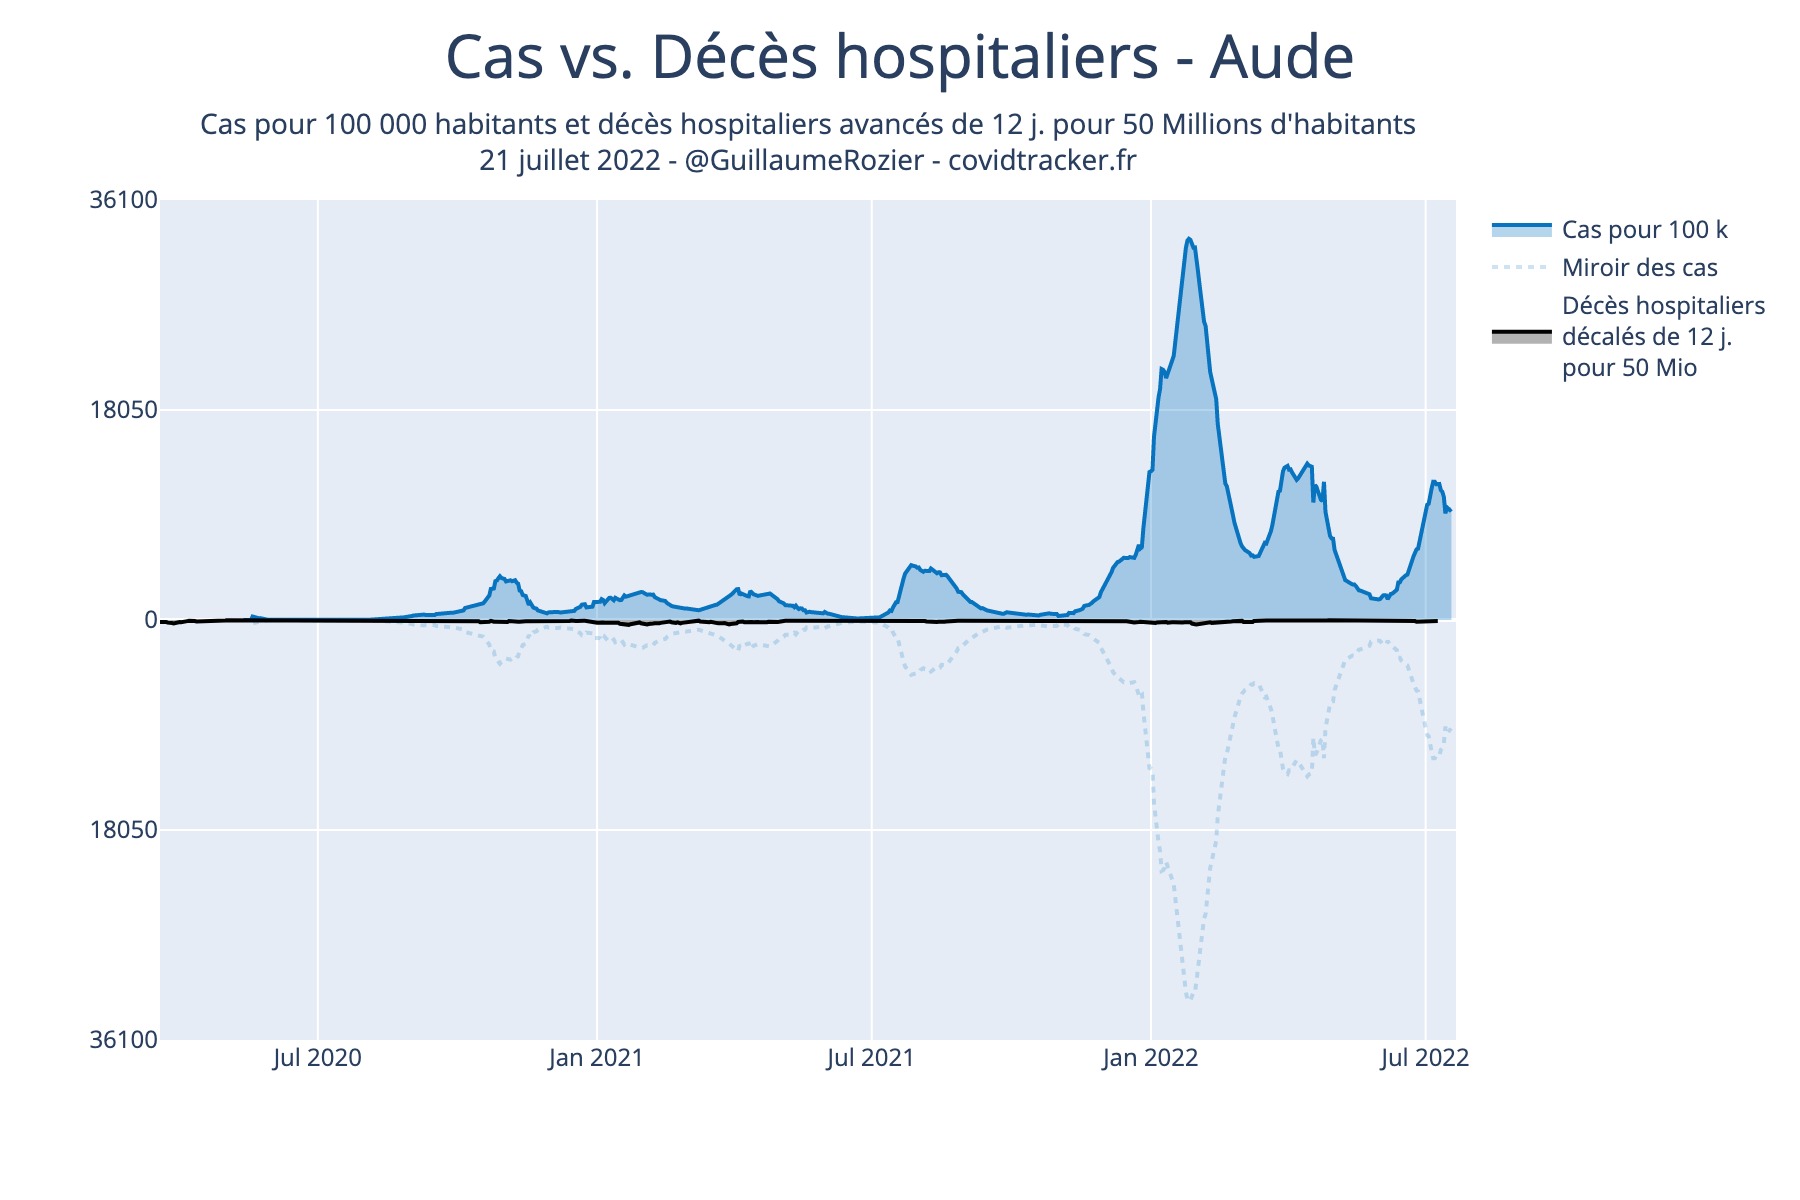 Cas vs. Décès hospitaliers - Aude
Cas pour 100 000 habitants et décès hospitaliers avancés de 12 j. pour 50 Millions d'habitants
21 juillet 2022 - @GuillaumeRozier - covidtracker.fr
36100
18050
0
18050
36100
Jul 2020
Jan 2021
Jul 2021
Jan 2022
Jul 2022
Cas pour 100 k
Miroir des cas
Décès hospitaliers
décalés de 12 j.
pour 50 Mio